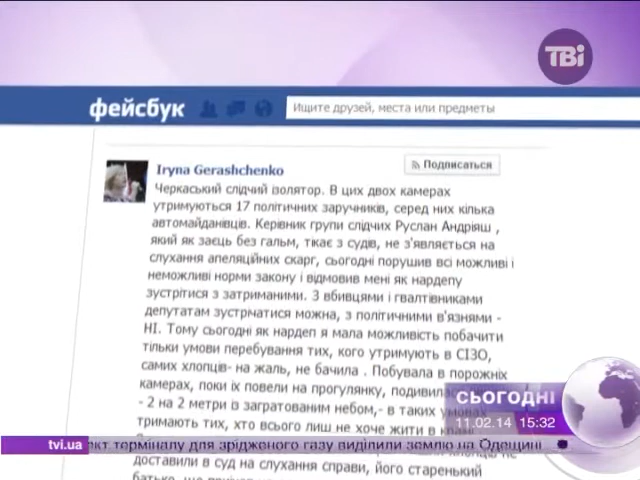 ТВі
фейсбук
Ищите друзей, места или предметы
Iryna Gerashchenko
Подписаться
Черкаський слідчий ізолятор. В цих двох камерах
утримуються 17 політичних заручників, серед них кілька
автомайданівців. Керівник групи слідчих Руслан Андріяш ,
який як заєць без гальм, тікає з судів, не з'являється на
слухання апеляційних скарг, сьогодні порушив всі можливі і
неможливі норми закону і відмовив мені як нардепу
зустрітися з затриманими. З вбивцями і гвалтівниками
депутатам зустрічатися можна, з політичними в'язнями -
НІ. Тому сьогодні як нардеп я мала можливість побачити
тільки умови перебування тих, кого утримують в СІЗО,
самих хлопців- на жаль, не бачила . Побувала в порожніх
камерах, поки їх повели на прогулянку,
- 2 на 2 метри із загратованим небом,- в таких умовах
тримають тих, хто всього лиш не хоче жити в
СЬОГОДНІ
11.02.14 15:32
tvi.ua
кт терміналу для зрідженого газу виділили землю на Одещині
доставили в суд на слухання справи, його старенький
батько,